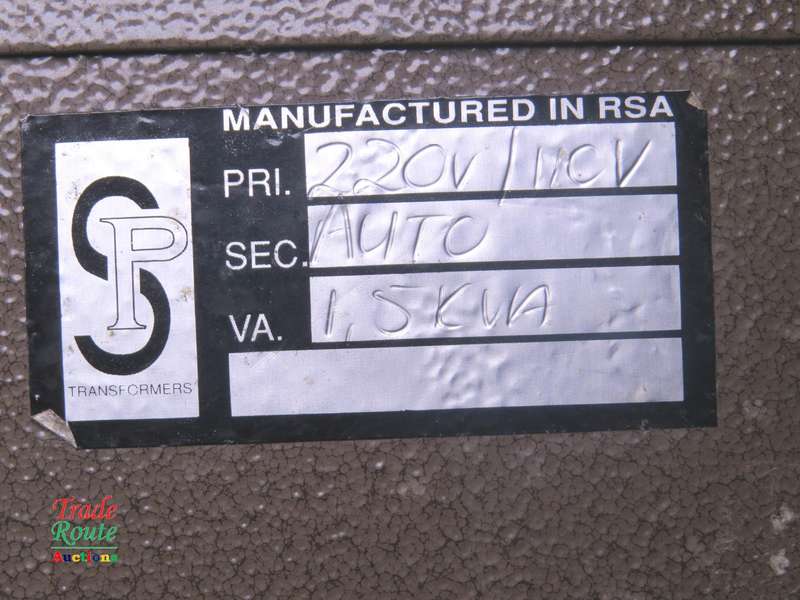 MANUFACTURED IN RSA
PRI. 220V/110V
SEC. AUTO
VA. 1,5KVA
SP
TRANSFORMERS
Trade
Route
Auctions